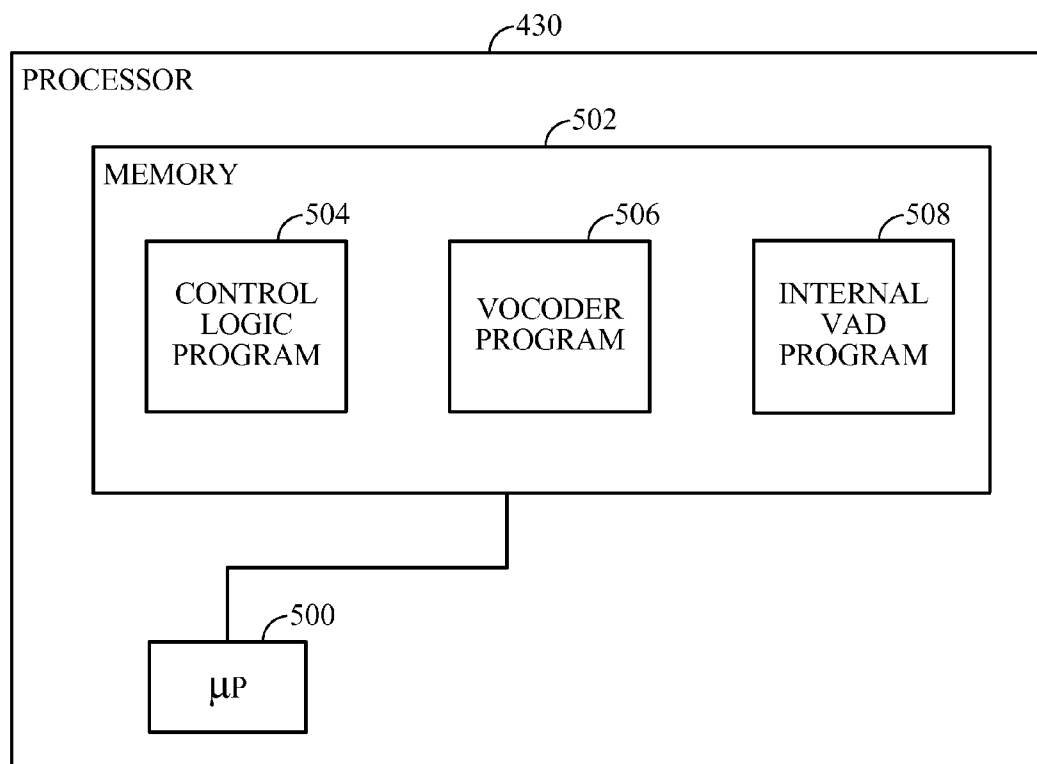 430
PROCESSOR
502
MEMORY
504
506
508
CONTROL
LOGIC
PROGRAM
VOCODER
PROGRAM
INTERNAL
VAD
PROGRAM
500
μP